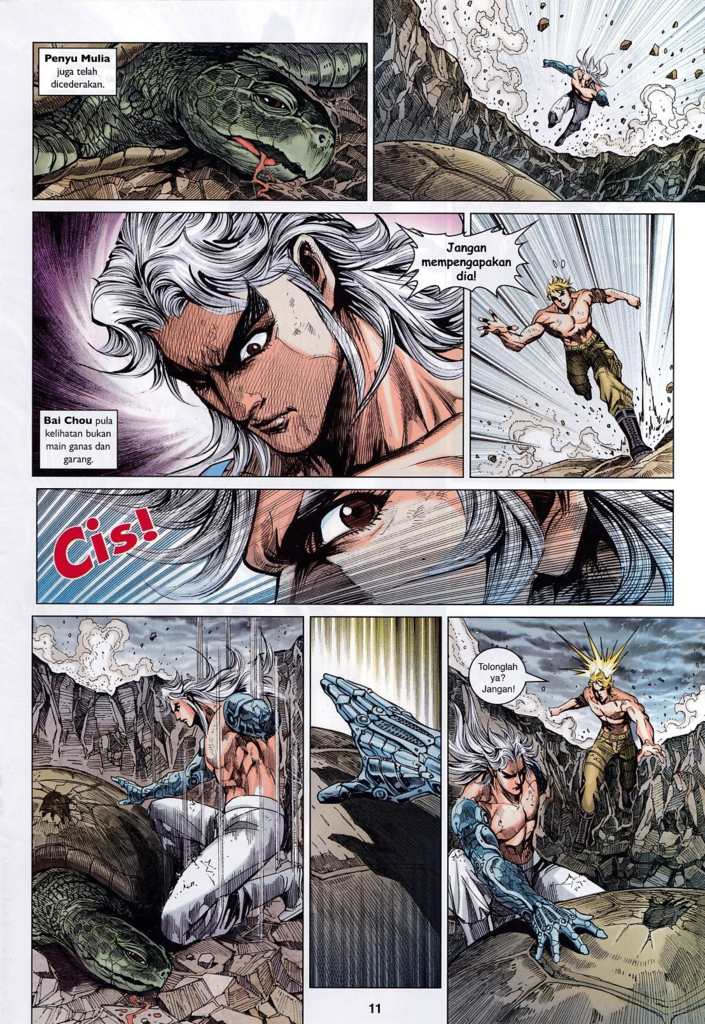 Penyu Mulia
juga telah
dicederakan.
Jangan
mempengapakan
dia!
Bai Chou pula
kelihatan bukan
main ganas dan
garang.
Cis!
Tolonglah
ya?
Jangan!
11